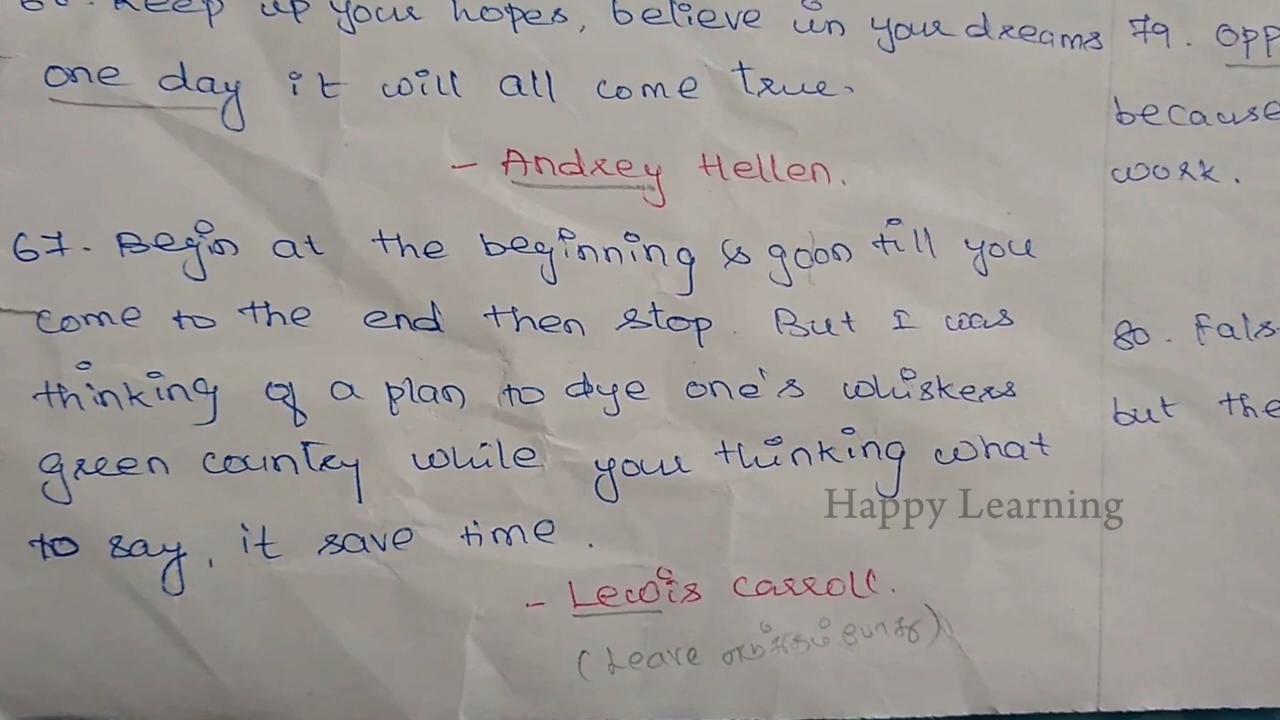 Keep up your hopes, believe in your dreams
one day it will all come true.
- Andrey Hellen.
67. Begin at the beginning & goon till you
come to the end then stop. But I was
thinking of a plan to dye one's whiskers
green country while your thinking what
to say, it save time.
- Lewis Carroll.
(Leave
79. opp
because
work.
80. Fals
but the
Happy Learning